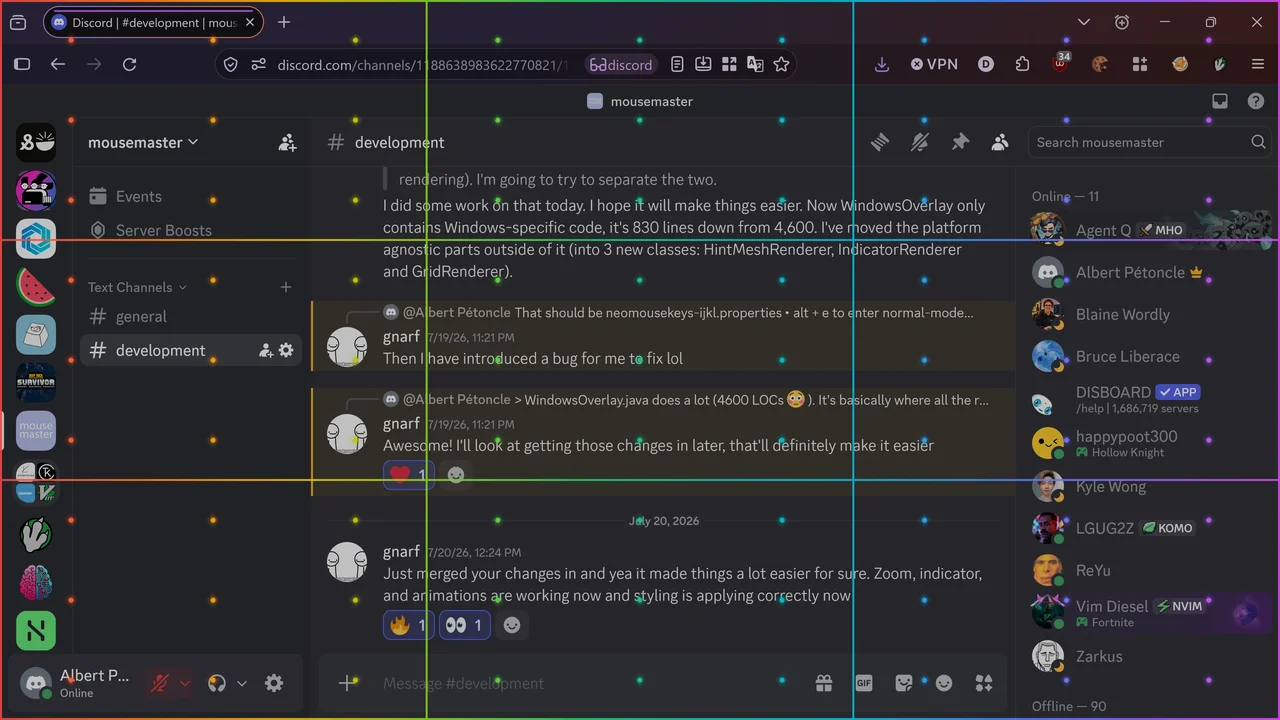 Discord | #development | mous
discord.com/channels/1188638983622770821/1
discord
VPN
D
34
mousemaster
mousemaster
# development
Search mousemaster
Events
Server Boosts
Text Channels
# general
# development
rendering). I'm going to try to separate the two.
I did some work on that today. I hope it will make things easier. Now WindowsOverlay only
contains Windows-specific code, it's 830 lines down from 4,600. I've moved the platform
agnostic parts outside of it (into 3 new classes: HintMeshRenderer, IndicatorRenderer
and GridRenderer).
@Albert Pétoncle That should be neomousekeys-ijkl.properties • alt + e to enter normal-mode...
gnarf 7/19/26, 11:21 PM
Then I have introduced a bug for me to fix lol
@Albert Pétoncle > WindowsOverlay.java does a lot (4600 LOCs 😳 ). It's basically where all the r...
gnarf 7/19/26, 11:21 PM
Awesome! I'll look at getting those changes in later, that'll definitely make it easier
❤️ 1
July 20, 2026
gnarf 7/20/26, 12:24 PM
Just merged your changes in and yea it made things a lot easier for sure. Zoom, indicator,
and animations are working now and styling is applying correctly now
🔥 1 👀 1
Message #development
GIF
Online — 11
Agent Q MHO
Albert Pétoncle
Blaine Wordly
Bruce Liberace
DISBOARD ✓ APP
/help | 1,686,719 servers
happypoot300
Hollow Knight
Kyle Wong
LGUG2Z KOMO
ReYu
Vim Diesel NVIM
Fortnite
Zarkus
Offline — 90
&
SURVIVOR
mouse
master
K
N
Albert P...
Online